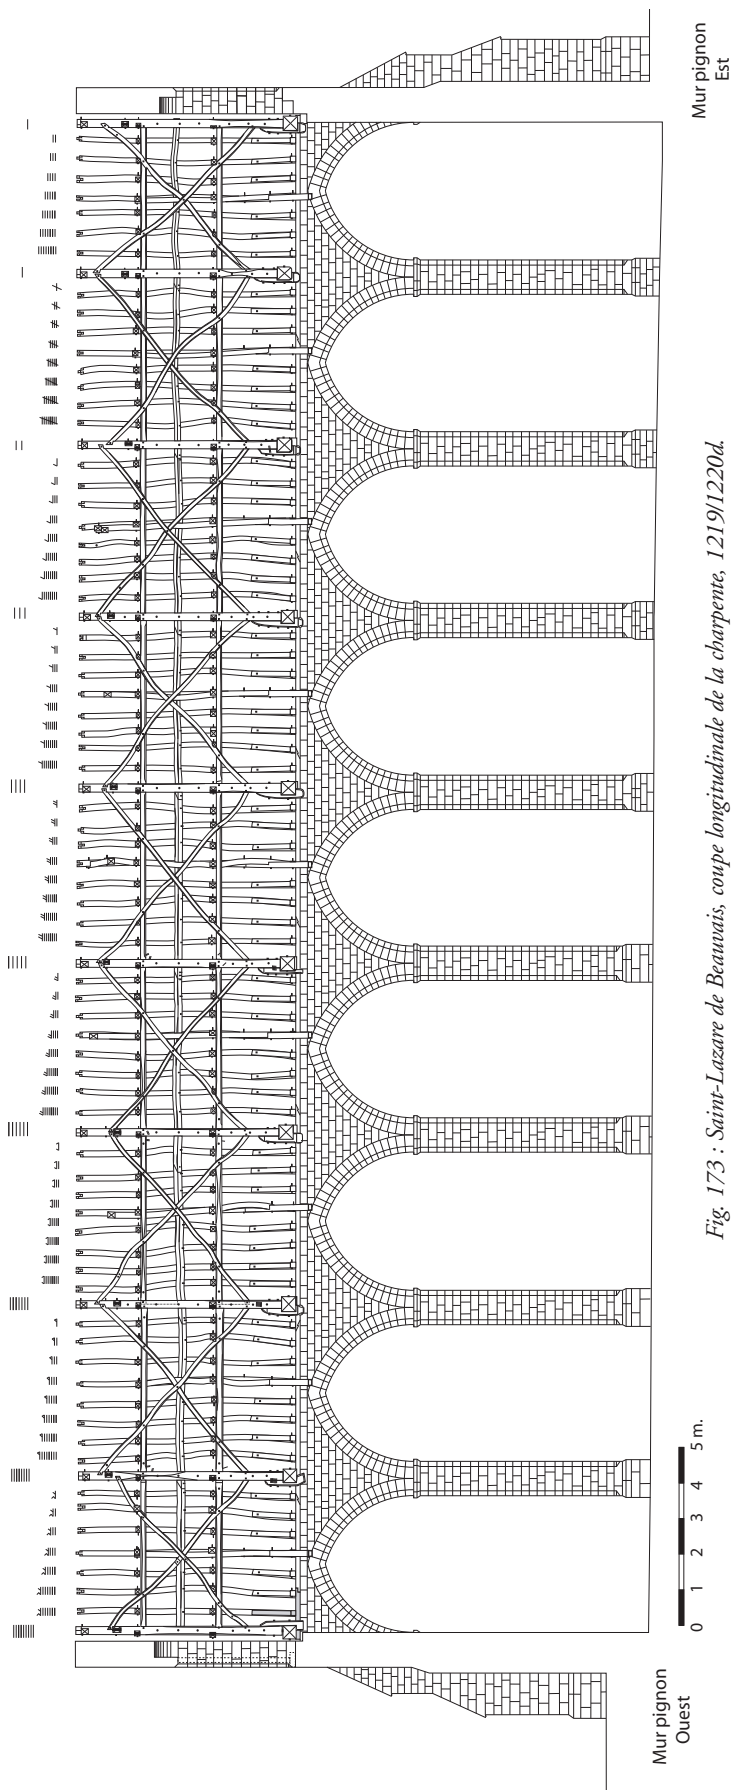 Mur pignon
Est
Fig. 173 : Saint-Lazare de Beauvais, coupe longitudinale de la charpente, 1219/1220d.
0 1 2 3 4 5 m.
Mur pignon
Ouest